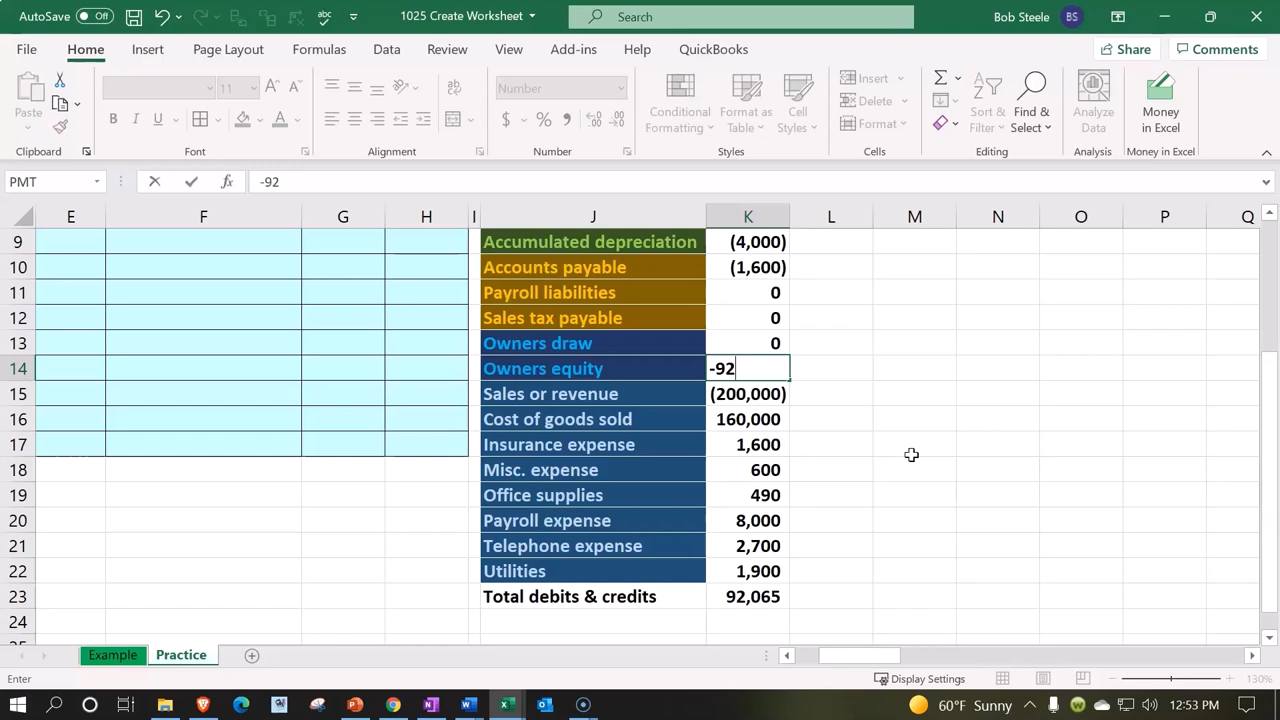 AutoSave Off 1025 Create Worksheet Search Bob Steele BS
File Home Insert Page Layout Formulas Data Review View Add-ins Help QuickBooks Share Comments
Paste
11
Number
Conditional Formatting
Format as Table
Cell Styles
Insert
Delete
Format
Sort & Filter
Find & Select
Analyze Data
Money in Excel
Clipboard Font Alignment Number Styles Cells Editing Analysis Money in Excel
PMT -92
E F G H I J K L M N O P Q
9 Accumulated depreciation (4,000)
10 Accounts payable (1,600)
11 Payroll liabilities 0
12 Sales tax payable 0
13 Owners draw 0
14 Owners equity -92
15 Sales or revenue (200,000)
16 Cost of goods sold 160,000
17 Insurance expense 1,600
18 Misc. expense 600
19 Office supplies 490
20 Payroll expense 8,000
21 Telephone expense 2,700
22 Utilities 1,900
23 Total debits & credits 92,065
24
Example Practice
Enter Display Settings 130%
60°F Sunny 12:53 PM